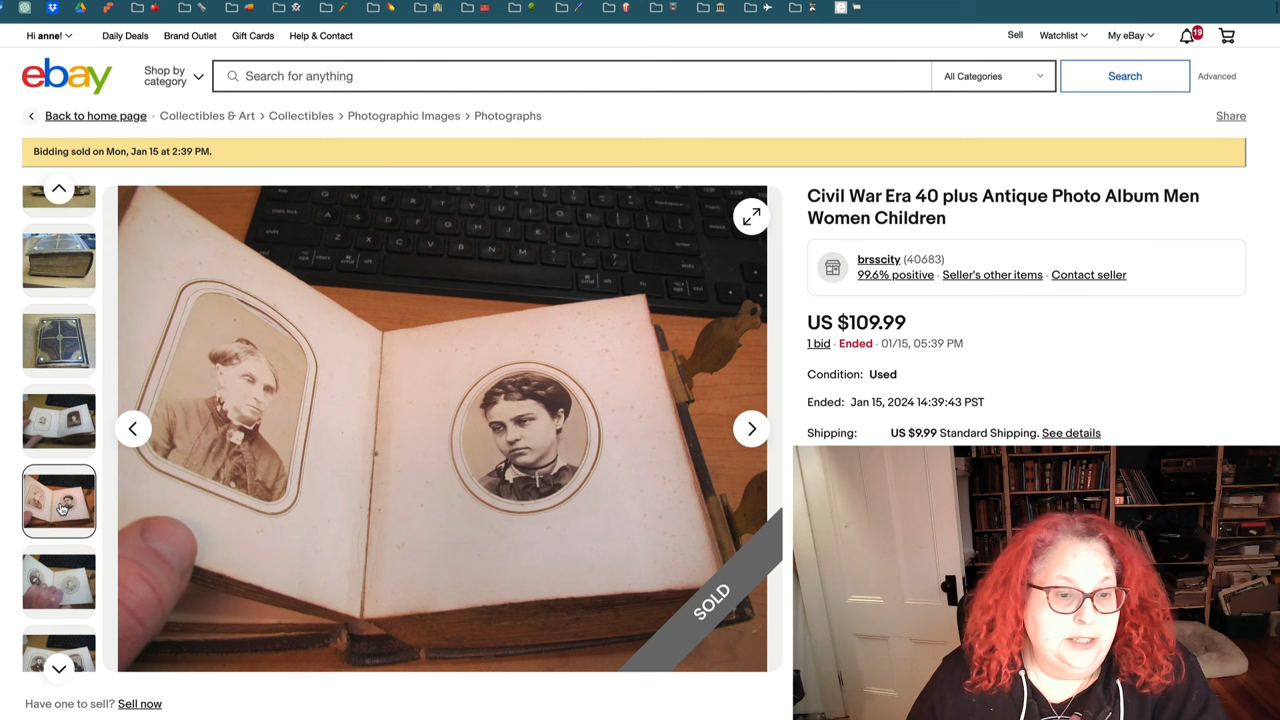 Hi anne!
Daily Deals
Brand Outlet
Gift Cards
Help & Contact
Sell
Watchlist
My eBay
19
ebay
Shop by
category
Search for anything
All Categories
Search
Advanced
Back to home page
Collectibles & Art > Collectibles > Photographic Images > Photographs
Share
Bidding sold on Mon, Jan 15 at 2:39 PM.
SOLD
Civil War Era 40 plus Antique Photo Album Men
Women Children
brsscity (40683)
99.6% positive · Seller's other items · Contact seller
US $109.99
1 bid · Ended · 01/15, 05:39 PM
Condition: Used
Ended: Jan 15, 2024 14:39:43 PST
Shipping: US $9.99 Standard Shipping. See details
Have one to sell? Sell now